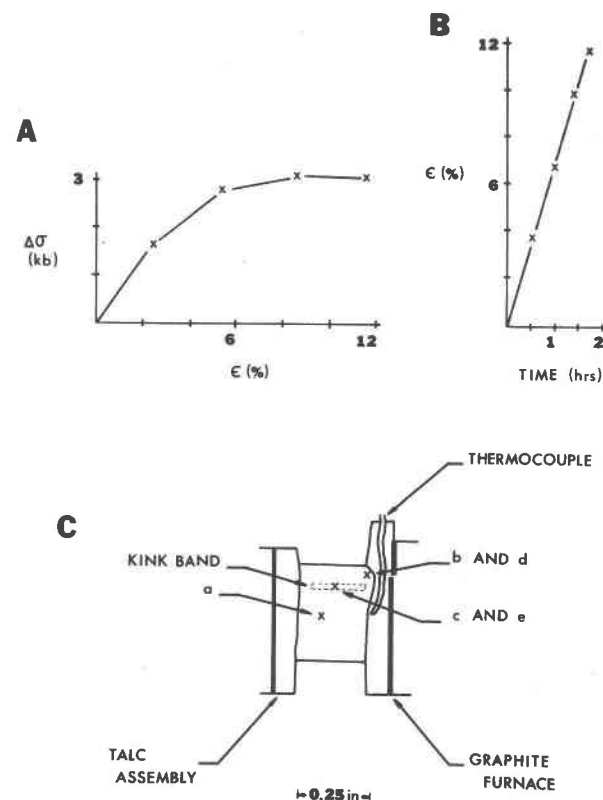 B
12
ϵ (%)
6
1
2
TIME (hrs)
A
3
Δσ
(kb)
6
12
ϵ (%)
C
THERMOCOUPLE
KINK BAND
a
b AND d
c AND e
TALC
ASSEMBLY
GRAPHITE
FURNACE
0.25 in